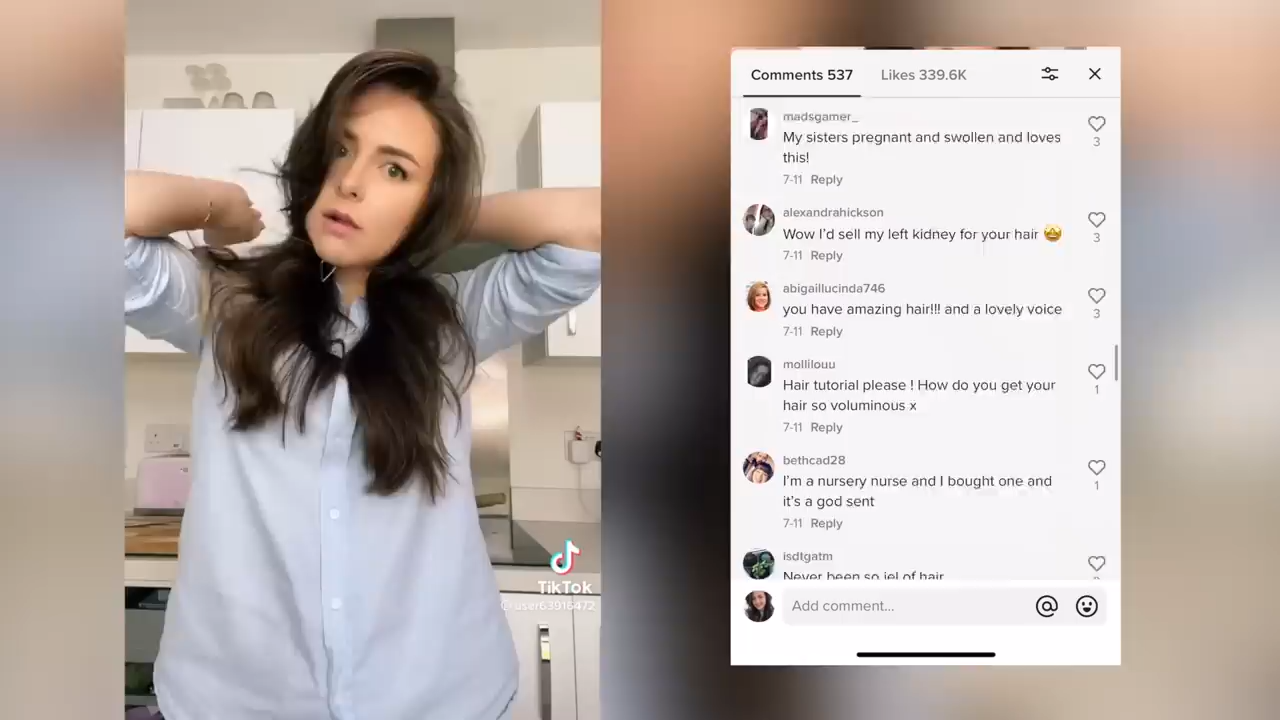 TikTok
@user63916472
Comments 537
Likes 339.6K
madsgamer_
My sisters pregnant and swollen and loves
this!
3
7-11 Reply
alexandrahickson
Wow I'd sell my left kidney for your hair 🤩
3
7-11 Reply
abigaillucinda746
you have amazing hair!!! and a lovely voice
3
7-11 Reply
mollilouu
Hair tutorial please ! How do you get your
hair so voluminous x
1
7-11 Reply
bethcad28
I'm a nursery nurse and I bought one and
it's a god sent
1
7-11 Reply
isdtgatm
Never been so jel of hair
Add comment...